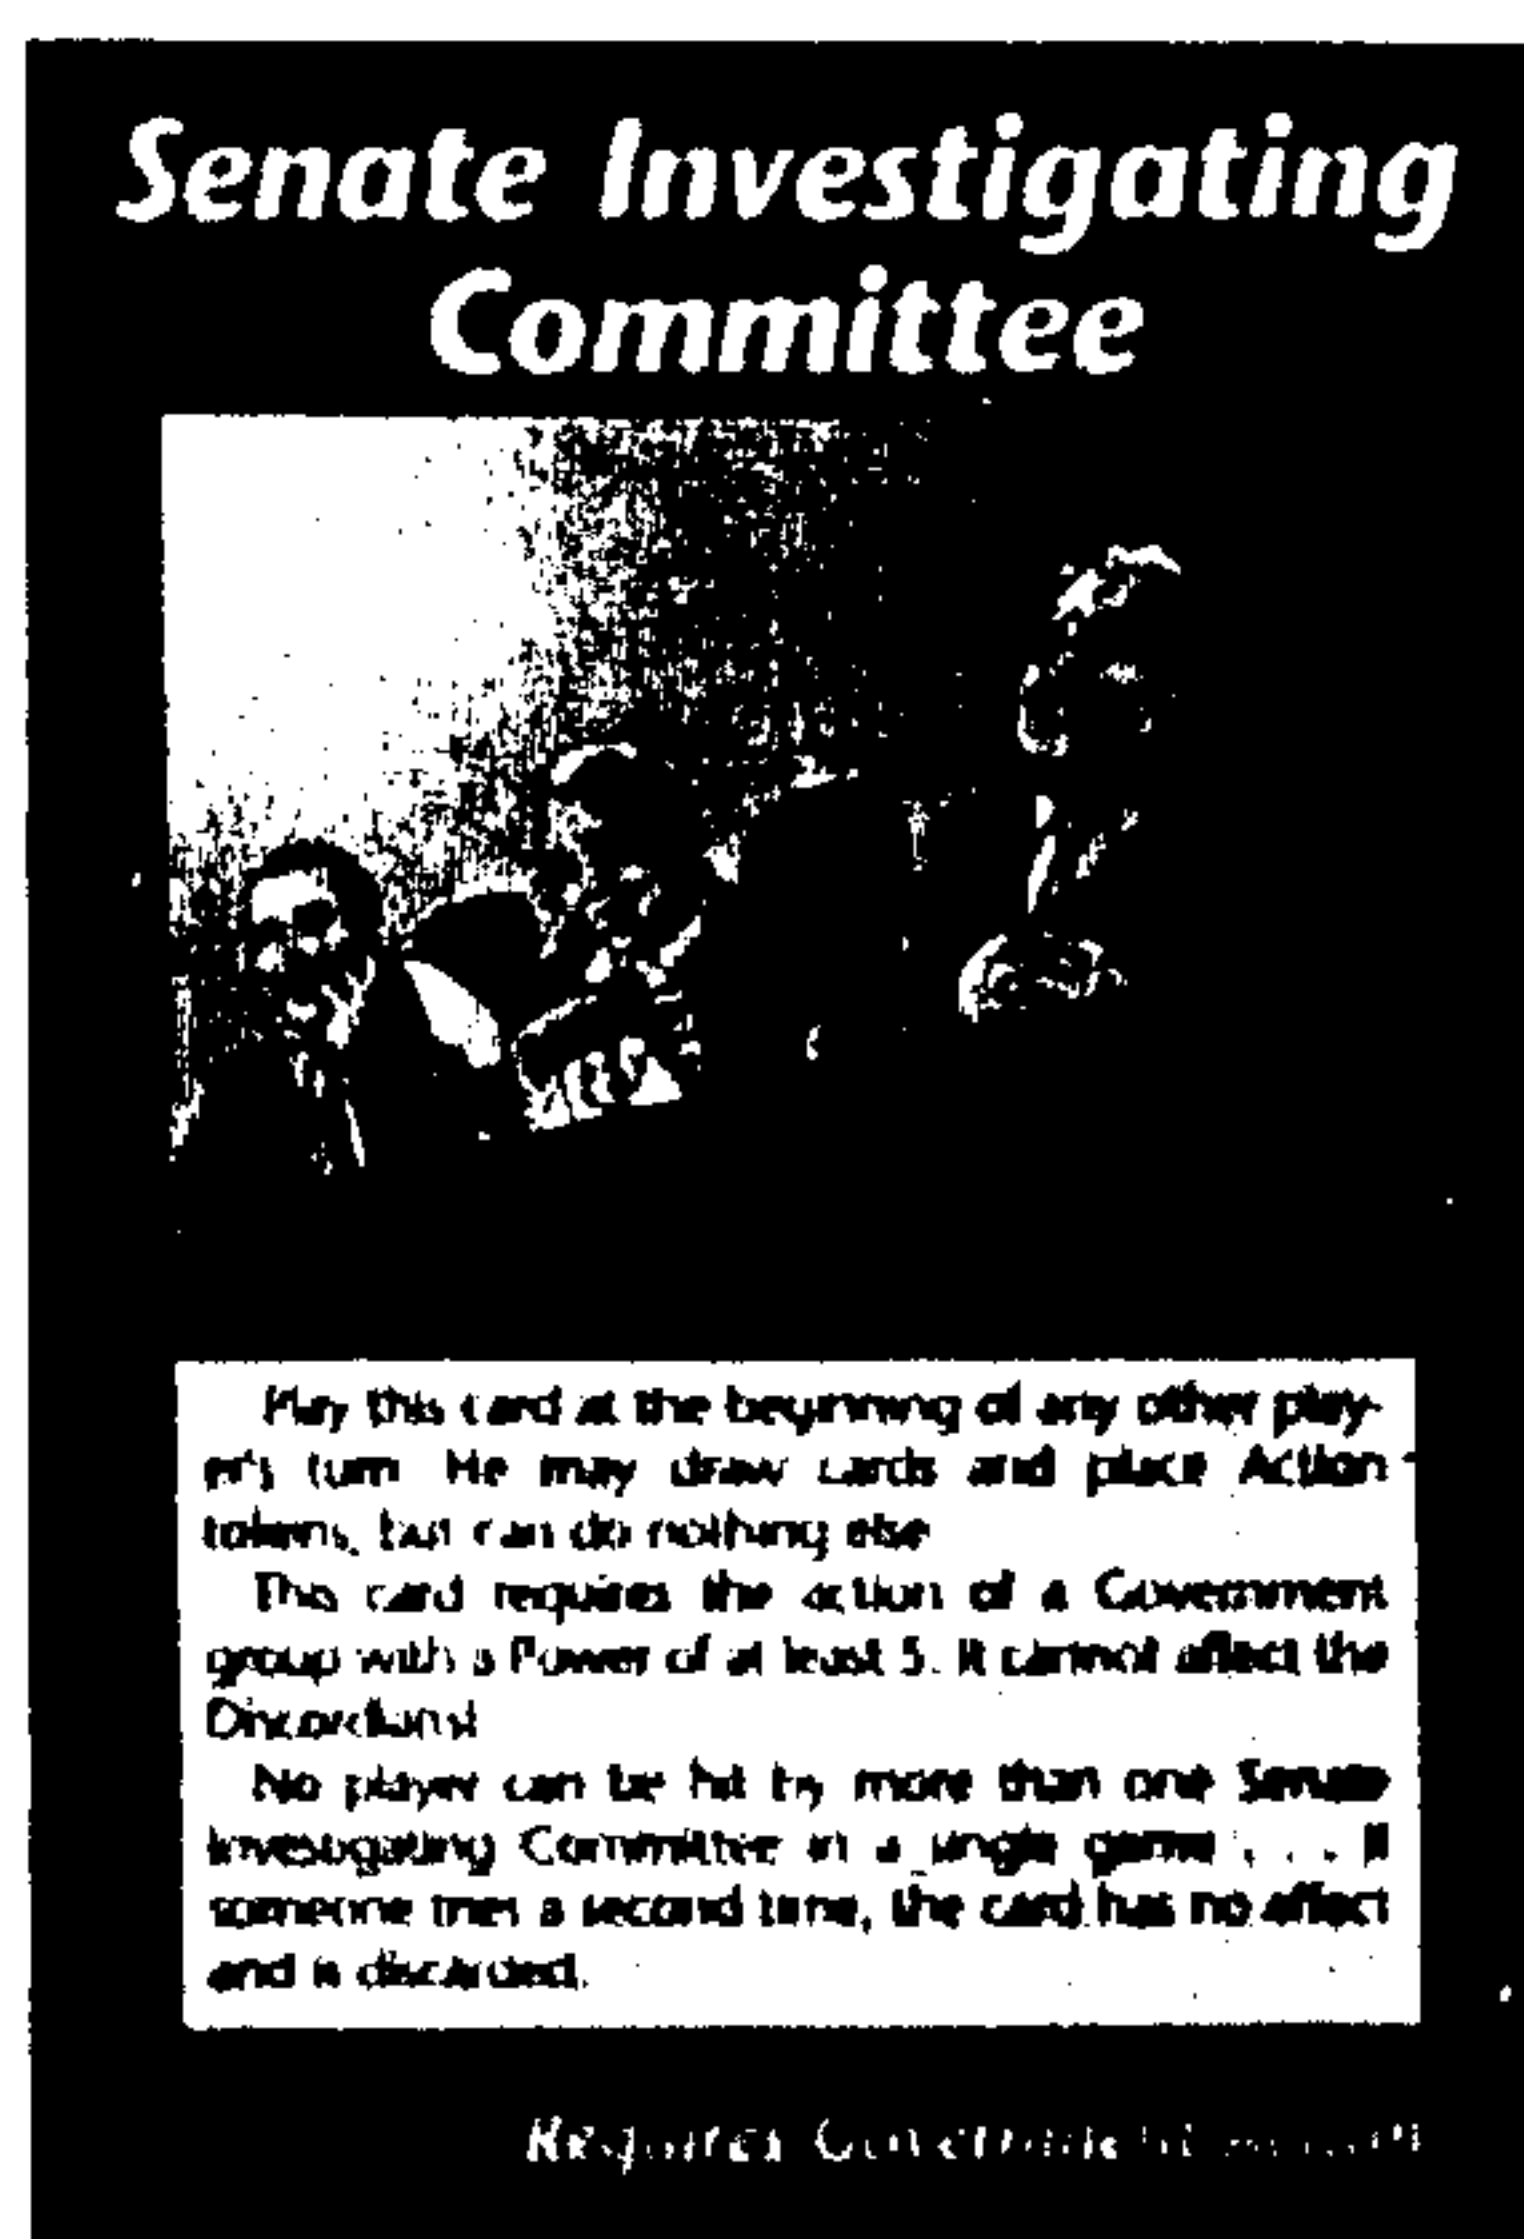 Senate Investigating
Committee
Play this card at the beginning of any other play-
er's turn. He may draw cards and place Action
tokens, but can do nothing else.
This card requires the action of a Government
group with a Power of at least 5. It cannot affect the
Discordians!
No player can be hit by more than one Senate
Investigating Committee in a single game . . . If
someone tries a second time, the card has no effect
and is discarded.
Requires Government